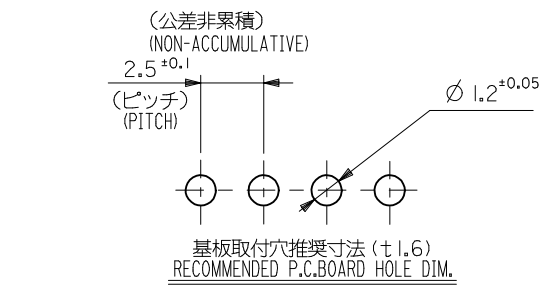 (公差非累積)
(NON-ACCUMULATIVE)
2.5 ±0.1
(ピッチ)
(PITCH)
∅ 1.2 ±0.05
基板取付穴推奨寸法 (t1.6)
RECOMMENDED P.C.BOARD HOLE DIM.